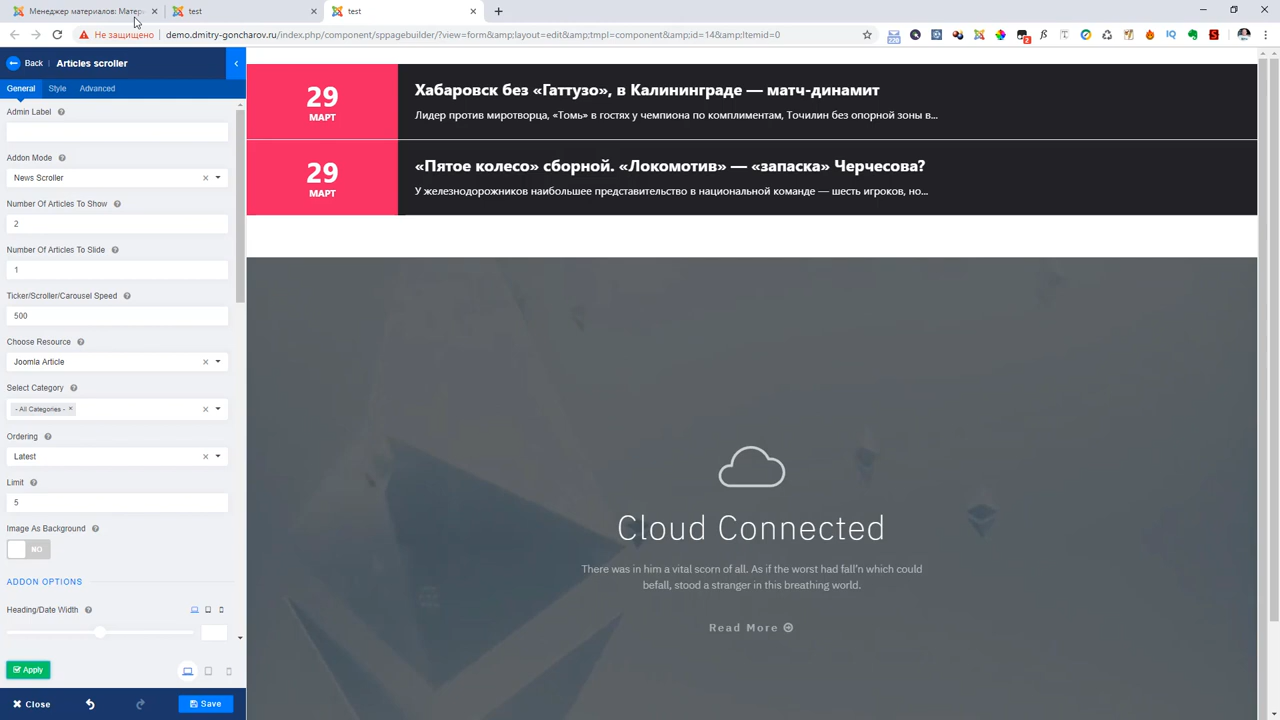 Менеджер материалов: Матер
test
test
Не защищено
demo.dmitry-goncharov.ru/index.php/component/sppagebuilder/?view=form&amp;layout=edit&amp;tmpl=component&amp;id=14&amp;Itemid=0
Back
Articles scroller
General
Style
Advanced
Admin Label
Addon Mode
News Scroller
Number Of Articles To Show
2
Number Of Articles To Slide
1
Ticker/Scroller/Carousel Speed
500
Choose Resource
Joomla Article
Select Category
- All Categories -
Ordering
Latest
Limit
5
Image As Background
NO
ADDON OPTIONS
Heading/Date Width
Apply
Close
Save
29
МАРТ
Хабаровск без «Гаттузо», в Калининграде — матч-динамит
Лидер против миротворца, «Томь» в гостях у чемпиона по комплиментам, Точилин без опорной зоны в...
29
МАРТ
«Пятое колесо» сборной. «Локомотив» — «запаска» Черчесова?
У железнодорожников наибольшее представительство в национальной команде — шесть игроков, но...
Cloud Connected
There was in him a vital scorn of all. As if the worst had fall'n which could
befall, stood a stranger in this breathing world.
Read More